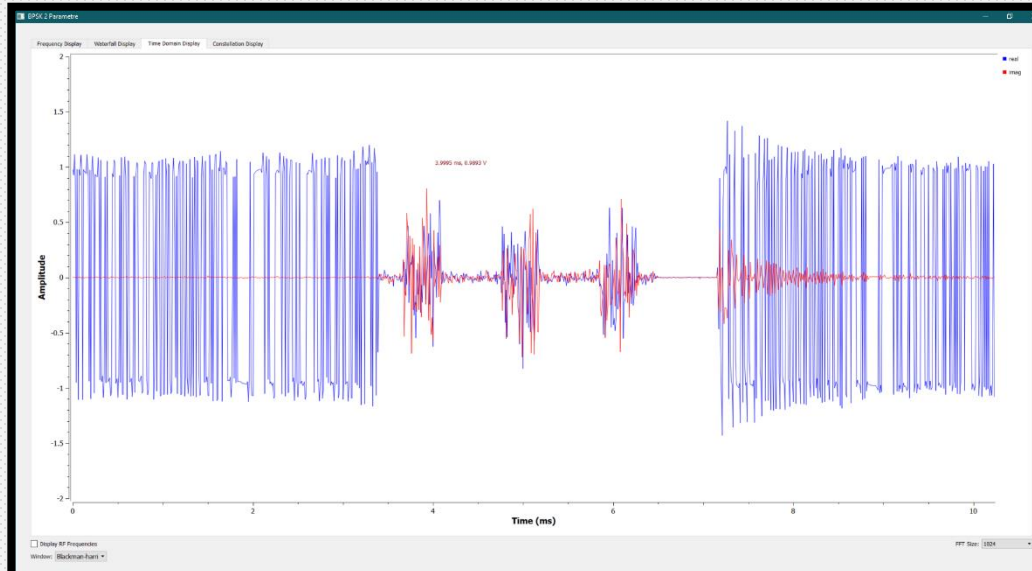 BPSK 2 Parametre
Frequency Display Waterfall Display Time Domain Display Constellation Display
2
real
imag
1.5
3.9995 ms, 0.9893 V
1
0.5
Amplitude
0
-0.5
-1
-1.5
-2
0 2 4 6 8 10
Time (ms)
Display RF Frequencies
FFT Size: 1024
Window: Blackman-harr